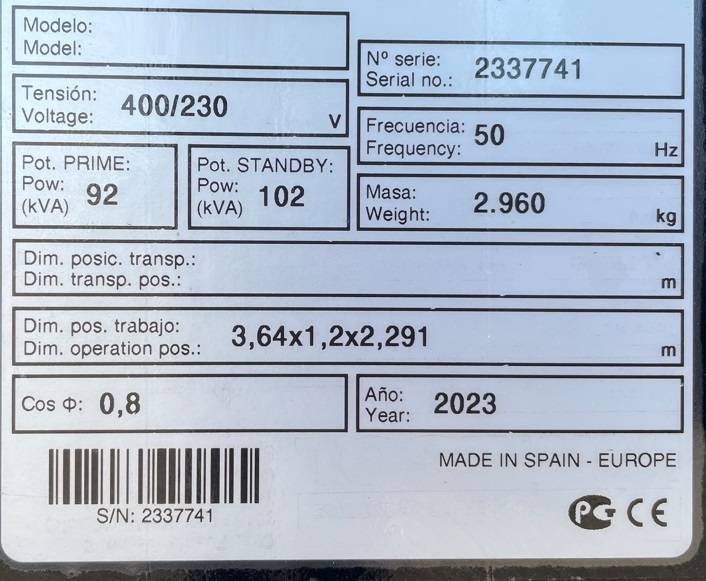 Modelo:
Model:
Nº serie:
Serial no.: 2337741
Tensión:
Voltage: 400/230 V
Frecuencia:
Frequency: 50 Hz
Pot. PRIME:
Pow: 92
(kVA)
Pot. STANDBY:
Pow: 102
(kVA)
Masa:
Weight: 2.960 kg
Dim. posic. transp.:
Dim. transp. pos.: m
Dim. pos. trabajo:
Dim. operation pos.: 3,64x1,2x2,291 m
Cos Φ: 0,8
Año:
Year: 2023
MADE IN SPAIN - EUROPE
S/N: 2337741
PG CE